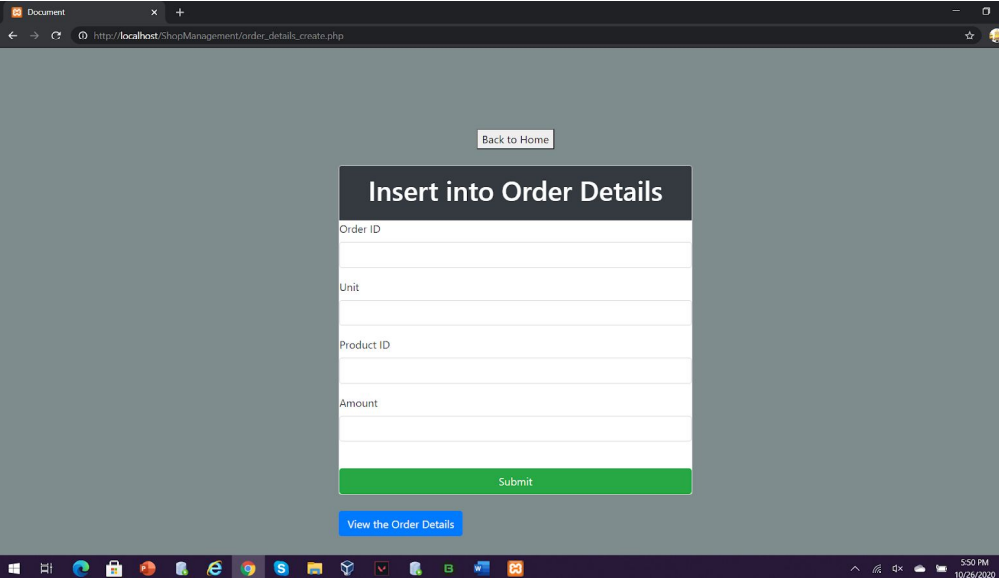 Document
http://localhost/ShopManagement/order_details_create.php
Back to Home
Insert into Order Details
Order ID
Unit
Product ID
Amount
Submit
View the Order Details
5:50 PM
10/26/2020